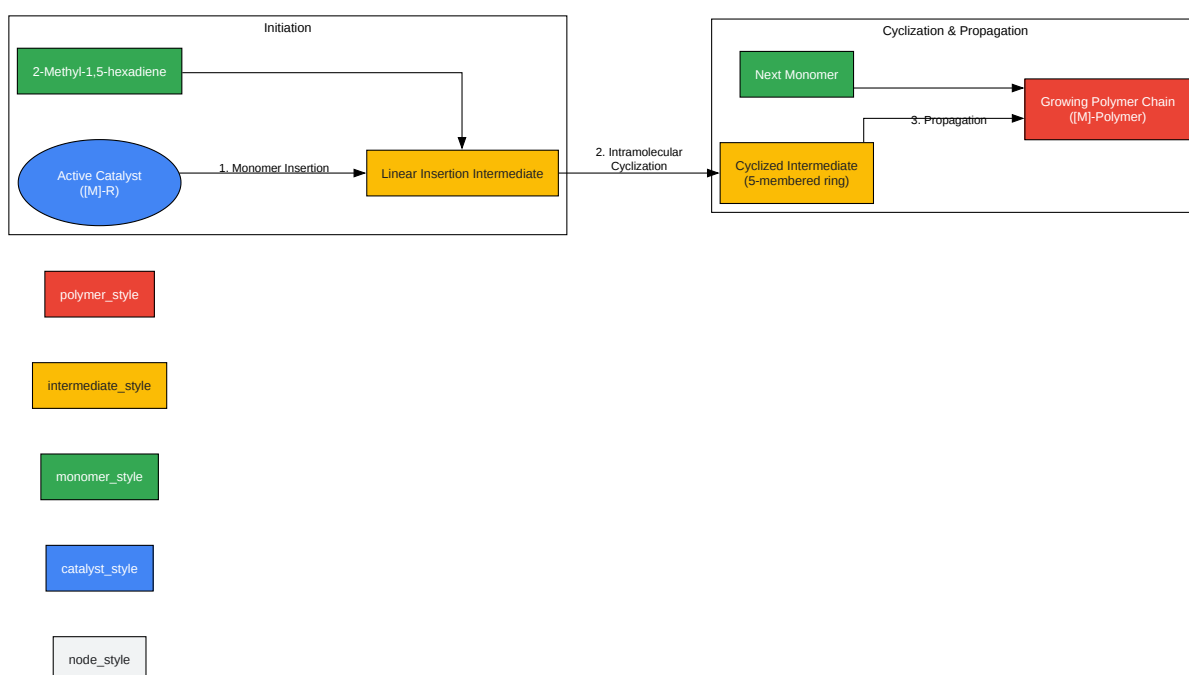 Initiation
2-Methyl-1,5-hexadiene
Active Catalyst
([M]-R)
1. Monomer Insertion
Linear Insertion Intermediate
2. Intramolecular
Cyclization
Cyclization & Propagation
Next Monomer
Cyclized Intermediate
(5-membered ring)
3. Propagation
Growing Polymer Chain
([M]-Polymer)
polymer_style
intermediate_style
monomer_style
catalyst_style
node_style